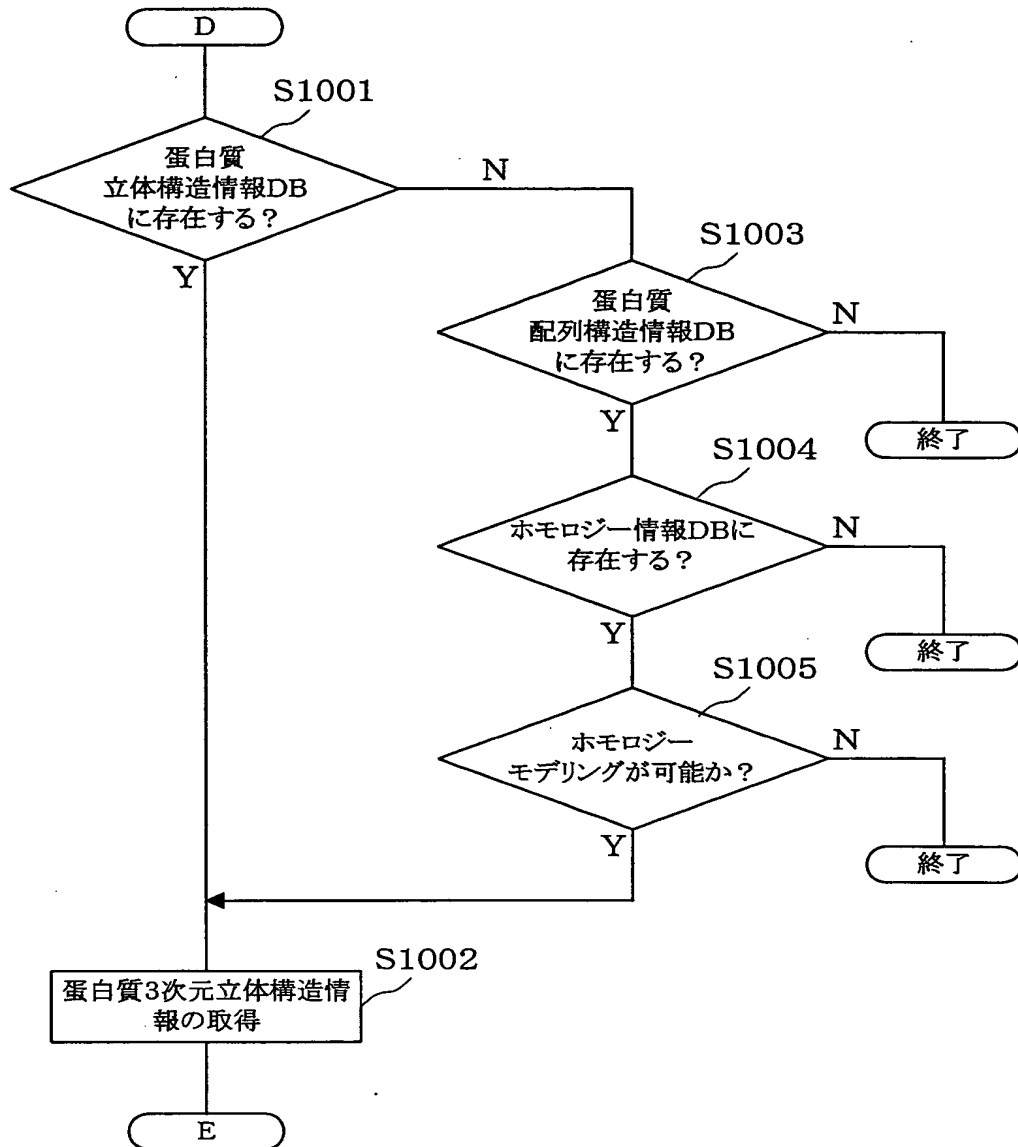 D
S1001
蛋白質
立体構造情報DB
に存在する？
N
Y
S1003
蛋白質
配列構造情報DB
に存在する？
N
Y
終了
S1004
ホモロジー情報DBに
存在する？
N
Y
終了
S1005
ホモロジー
モデリングが可能か？
N
Y
終了
S1002
蛋白質3次元立体構造情
報の取得
E